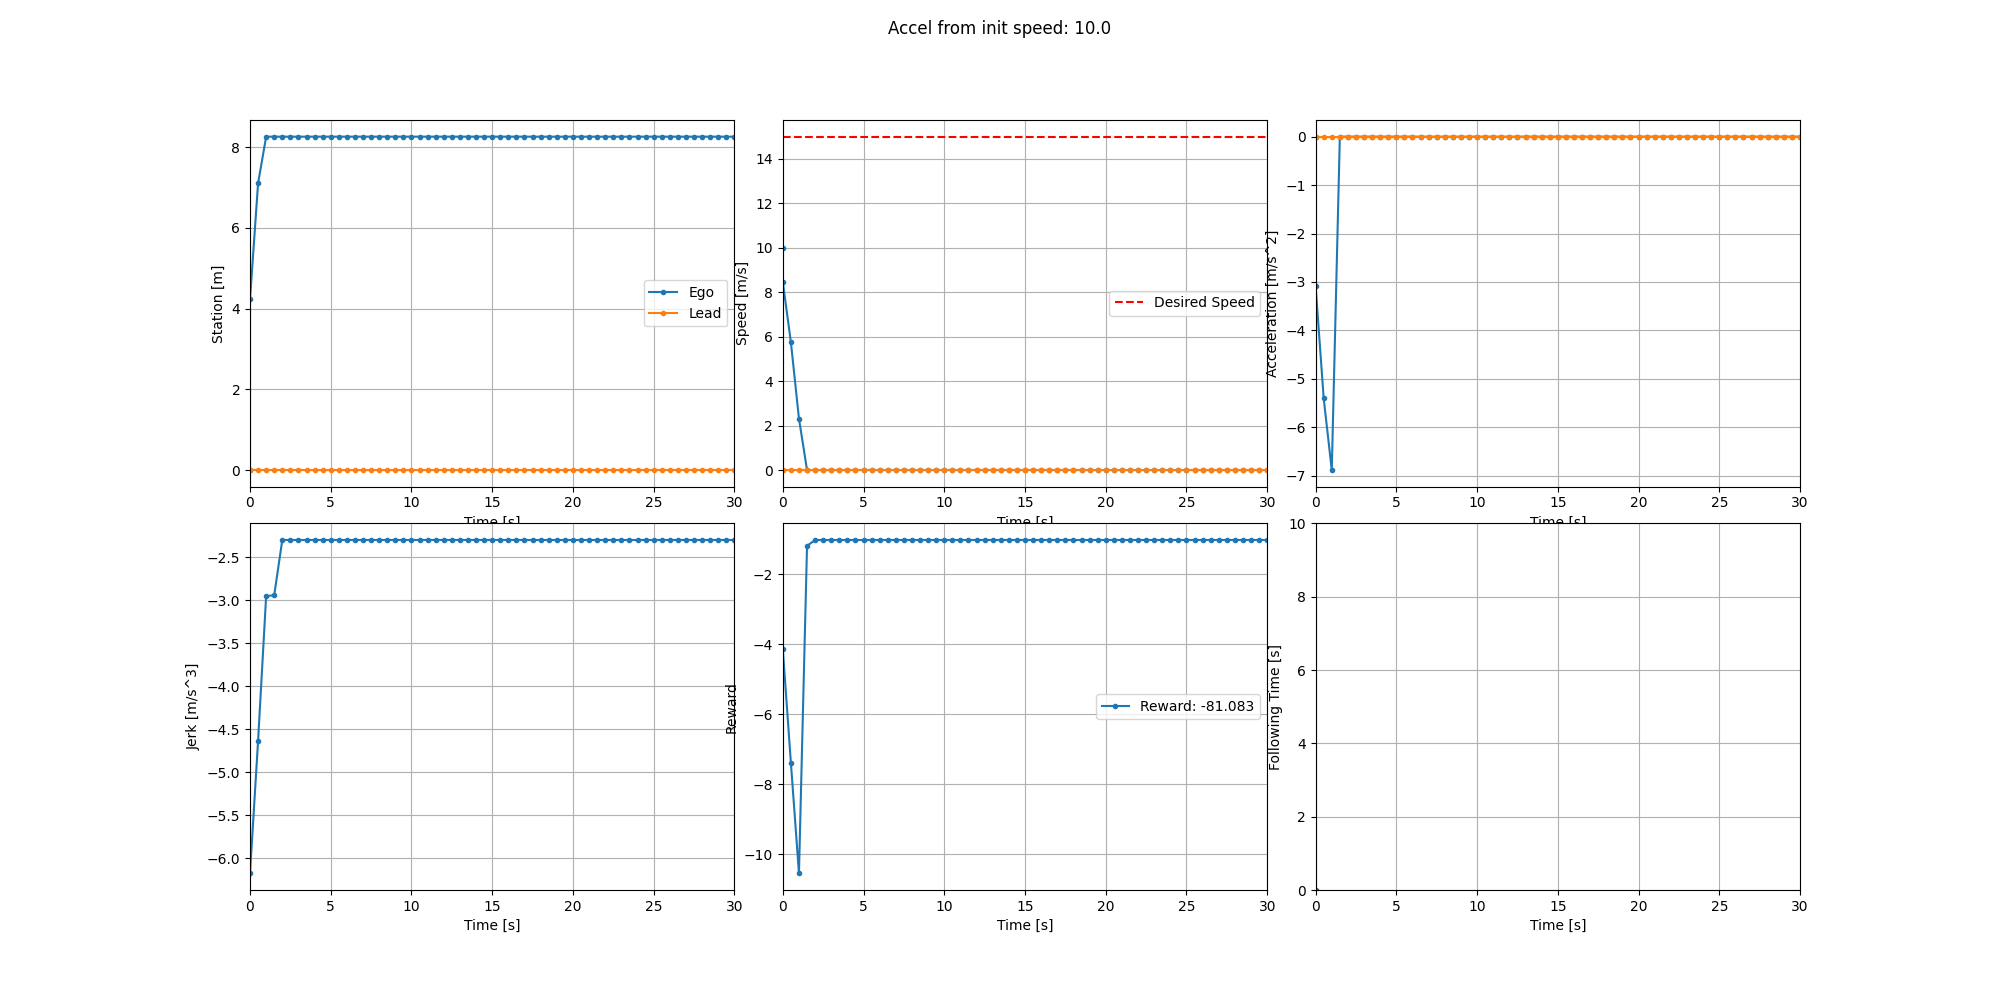 Accel from init speed: 10.0
Station [m]
8
6
4
2
0
Ego
Lead
0 5 10 15 20 25 30
Time [s]
Speed [m/s]
14
12
10
8
6
4
2
0
Desired Speed
0 5 10 15 20 25 30
Time [s]
Acceleration [m/s^2]
0
−1
−2
−3
−4
−5
−6
−7
0 5 10 15 20 25 30
Time [s]
Jerk [m/s^3]
−2.5
−3.0
−3.5
−4.0
−4.5
−5.0
−5.5
−6.0
0 5 10 15 20 25 30
Time [s]
Reward
−2
−4
−6
−8
−10
Reward: -81.083
0 5 10 15 20 25 30
Time [s]
Following Time [s]
10
8
6
4
2
0
0 5 10 15 20 25 30
Time [s]